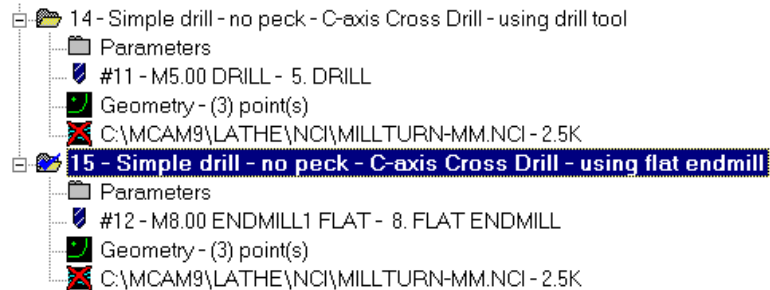 14 - Simple drill - no peck - C-axis Cross Drill - using drill tool
Parameters
#11 - M5.00 DRILL - 5. DRILL
Geometry - (3) point(s)
C:\MCAM9\LATHE\NCI\MILLTURN-MM.NCI - 2.5K
15 - Simple drill - no peck - C-axis Cross Drill - using flat endmill
Parameters
#12 - M8.00 ENDMILL1 FLAT - 8. FLAT ENDMILL
Geometry - (3) point(s)
C:\MCAM9\LATHE\NCI\MILLTURN-MM.NCI - 2.5K